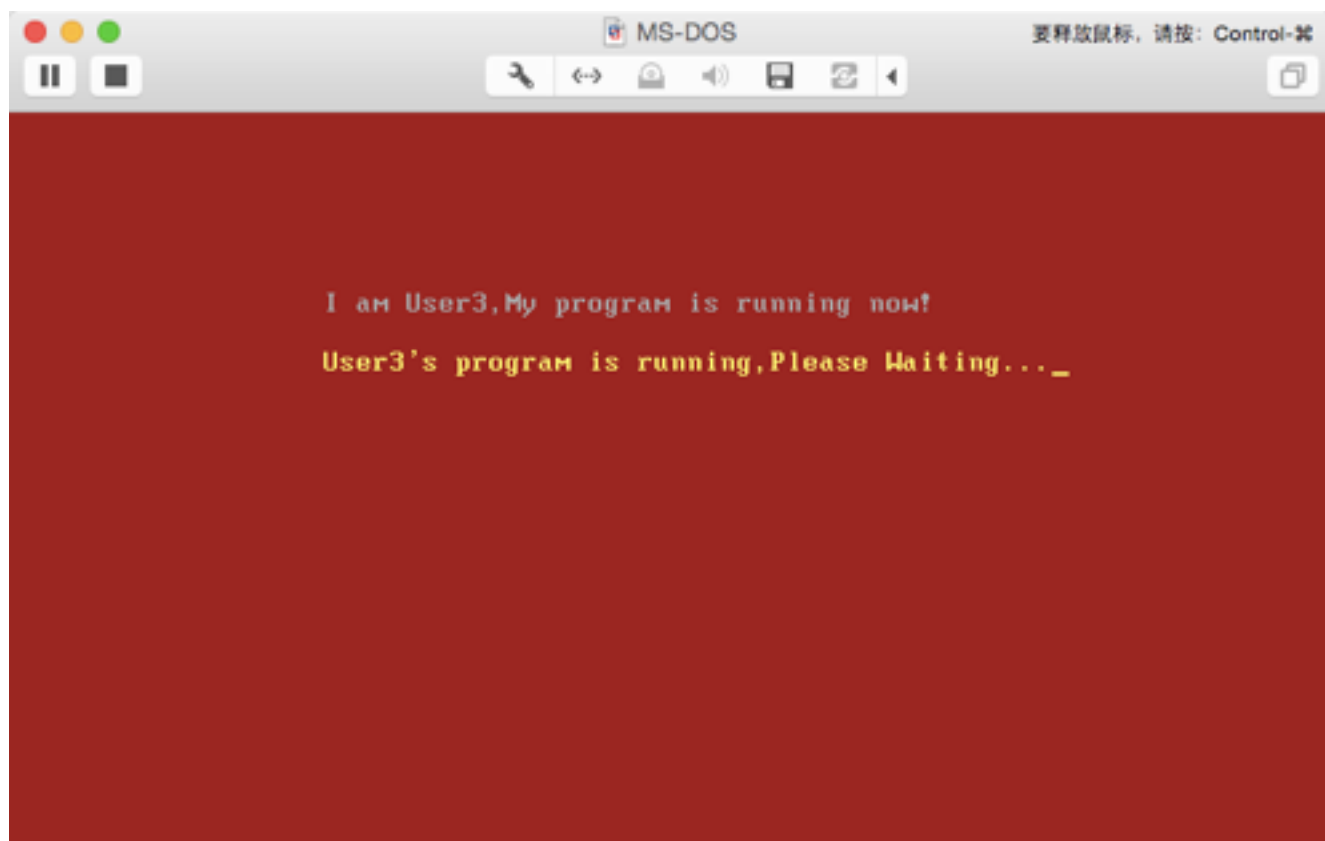 MS-DOS
要释放鼠标，请按：Control-⌘
I am User3,My program is running now!
User3's program is running,Please Waiting..._